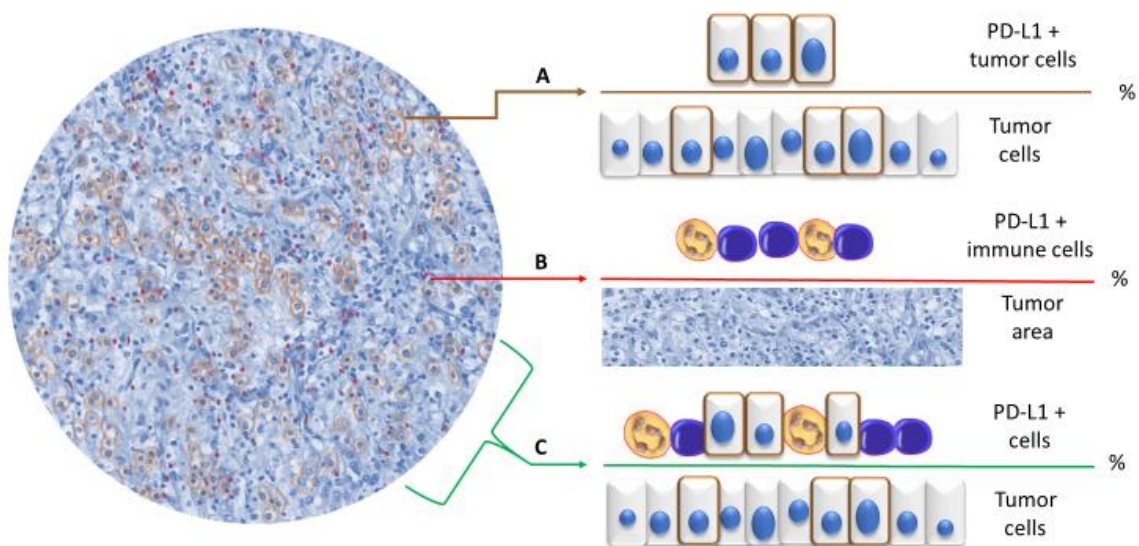 A
PD-L1 +
tumor cells
%
Tumor
cells
B
PD-L1 +
immune cells
%
Tumor
area
C
PD-L1 +
cells
%
Tumor
cells